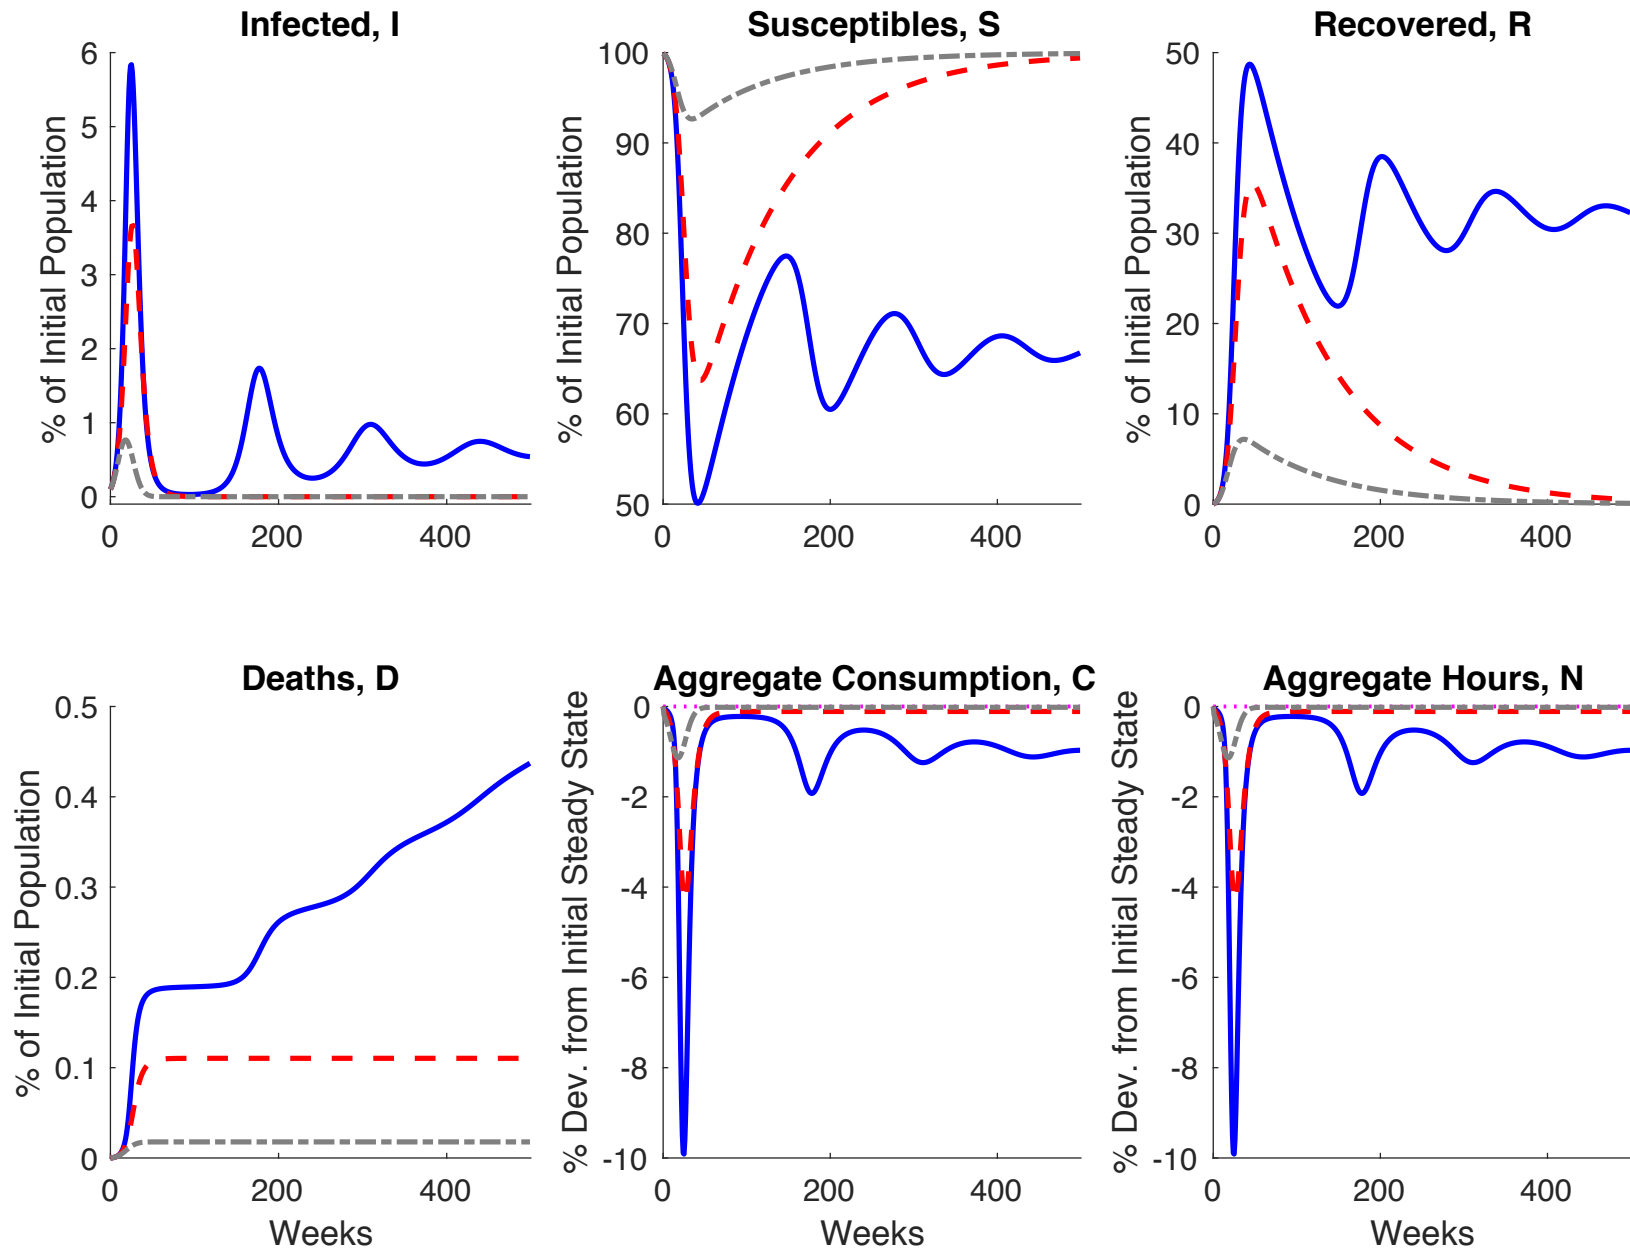 Infected, I
% of Initial Population
6
5
4
3
2
1
0
0 200 400
Susceptibles, S
% of Initial Population
100
90
80
70
60
50
0 200 400
Recovered, R
% of Initial Population
50
40
30
20
10
0
0 200 400
Deaths, D
% of Initial Population
0.5
0.4
0.3
0.2
0.1
0
0 200 400
Weeks
Aggregate Consumption, C
% Dev. from Initial Steady State
0
-2
-4
-6
-8
-10
0 200 400
Weeks
Aggregate Hours, N
% Dev. from Initial Steady State
0
-2
-4
-6
-8
-10
0 200 400
Weeks